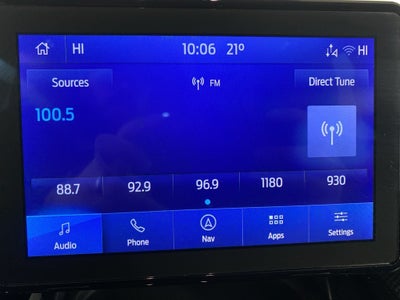 HI 10:06 21° HI
Sources FM Direct Tune
100.5
88.7 92.9 96.9 1180 930
Audio Phone Nav Apps Settings